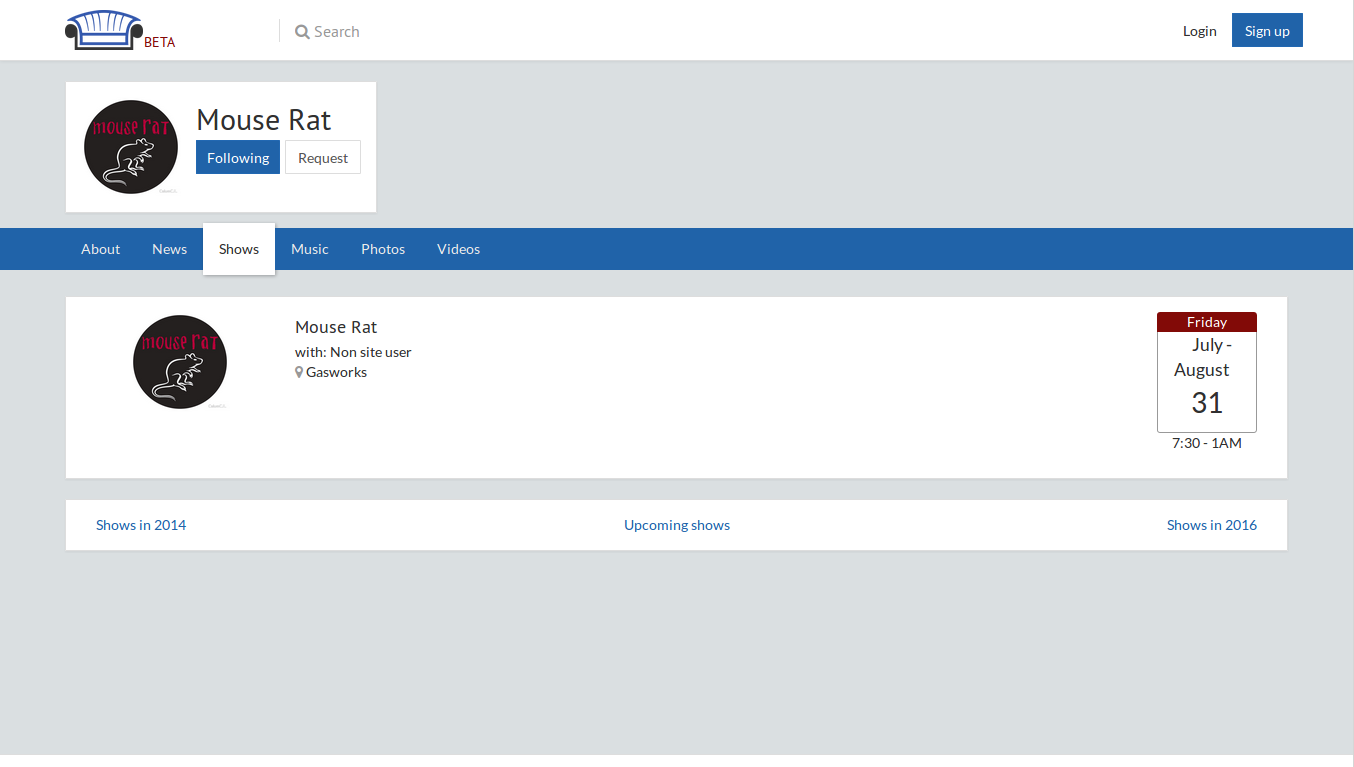 BETA
Search
Login
Sign up
mouse rat
Mouse Rat
Following
Request
About
News
Shows
Music
Photos
Videos
mouse rat
Mouse Rat
with: Non site user
Gasworks
Friday
July -
August
31
7:30 - 1AM
Shows in 2014
Upcoming shows
Shows in 2016